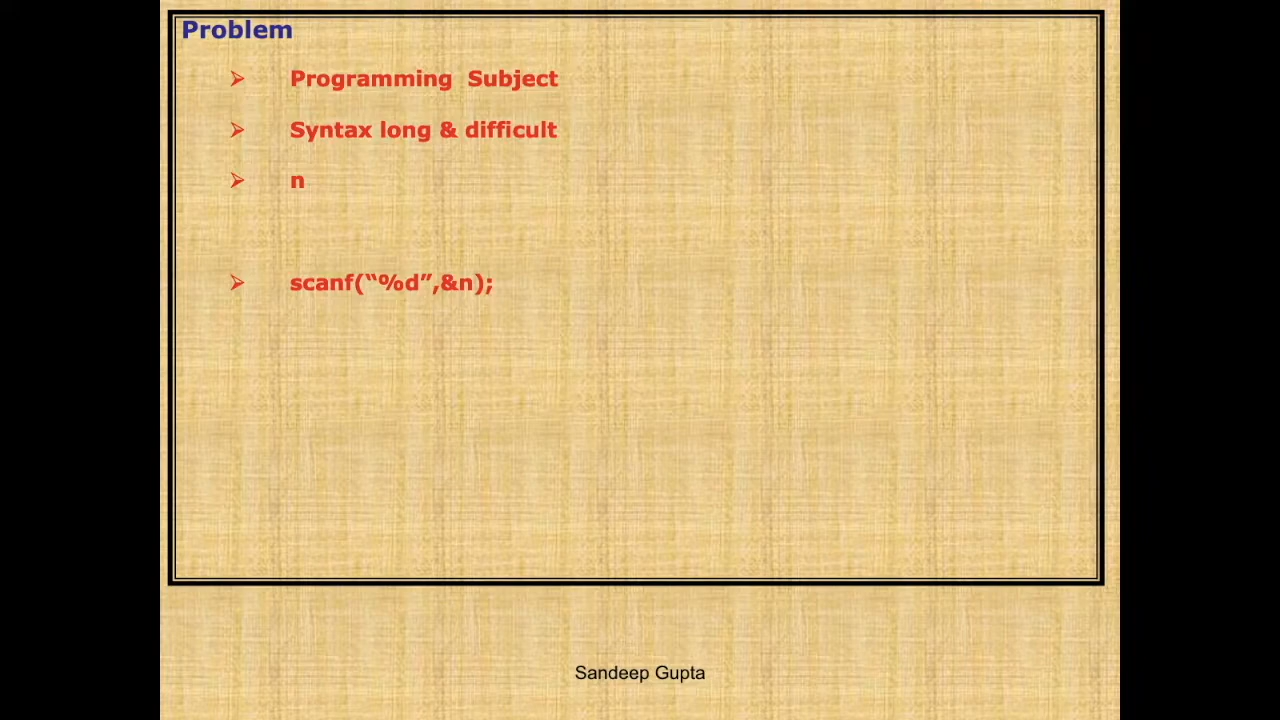 Problem
➢ Programming Subject
➢ Syntax long & difficult
➢ n
➢ scanf(“%d”,&n);
Sandeep Gupta